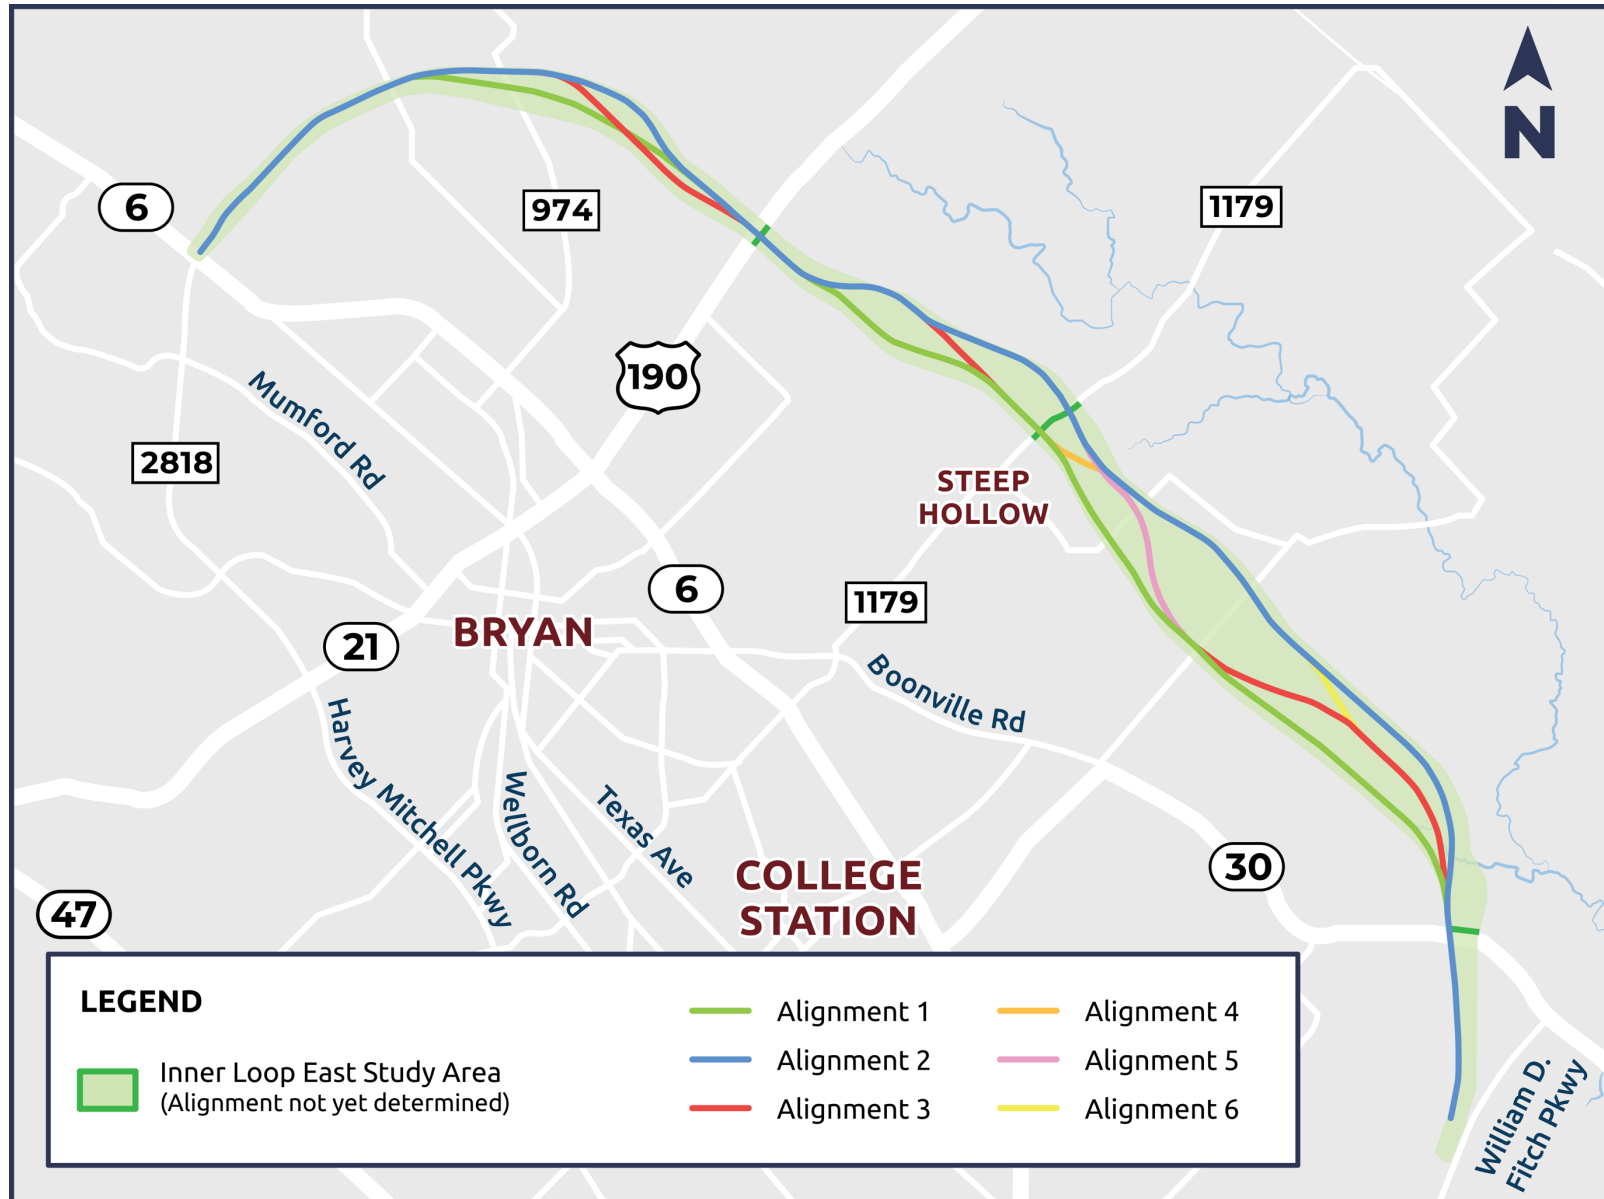 N
6
974
1179
190
Mumford Rd
2818
STEEP
HOLLOW
6
1179
BRYAN
21
Boonville Rd
Harvey Mitchell Pkwy
Wellborn Rd
Texas Ave
COLLEGE
STATION
30
47
LEGEND
Inner Loop East Study Area
(Alignment not yet determined)
Alignment 1
Alignment 2
Alignment 3
Alignment 4
Alignment 5
Alignment 6
William D.
Fitch Pkwy